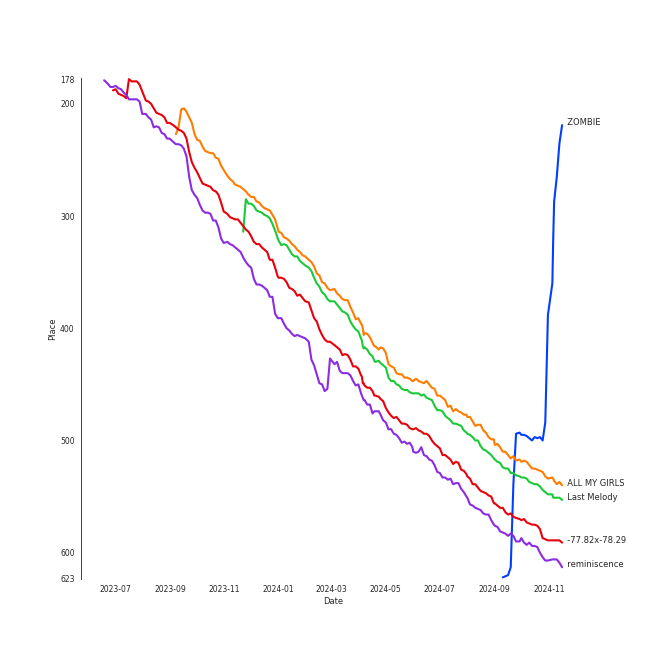 178
200
300
400
500
600
623
Place
2023-07
2023-09
2023-11
2024-01
2024-03
2024-05
2024-07
2024-09
2024-11
Date
ZOMBIE
ALL MY GIRLS
Last Melody
-77.82x-78.29
reminiscence